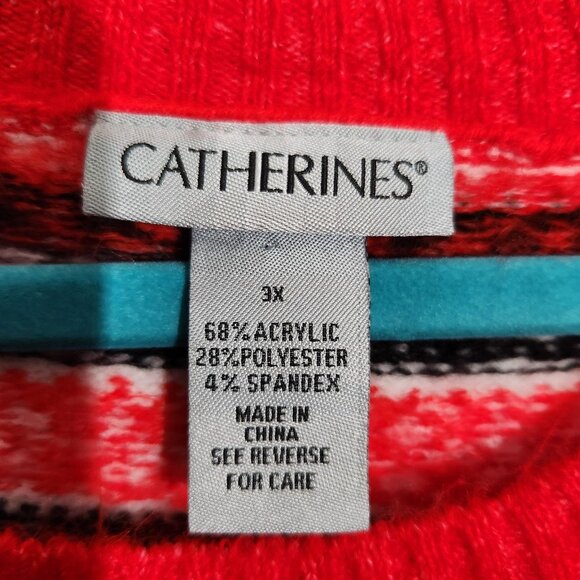 CATHERINES®
3X
68% ACRYLIC
28% POLYESTER
4% SPANDEX
MADE IN
CHINA
SEE REVERSE
FOR CARE